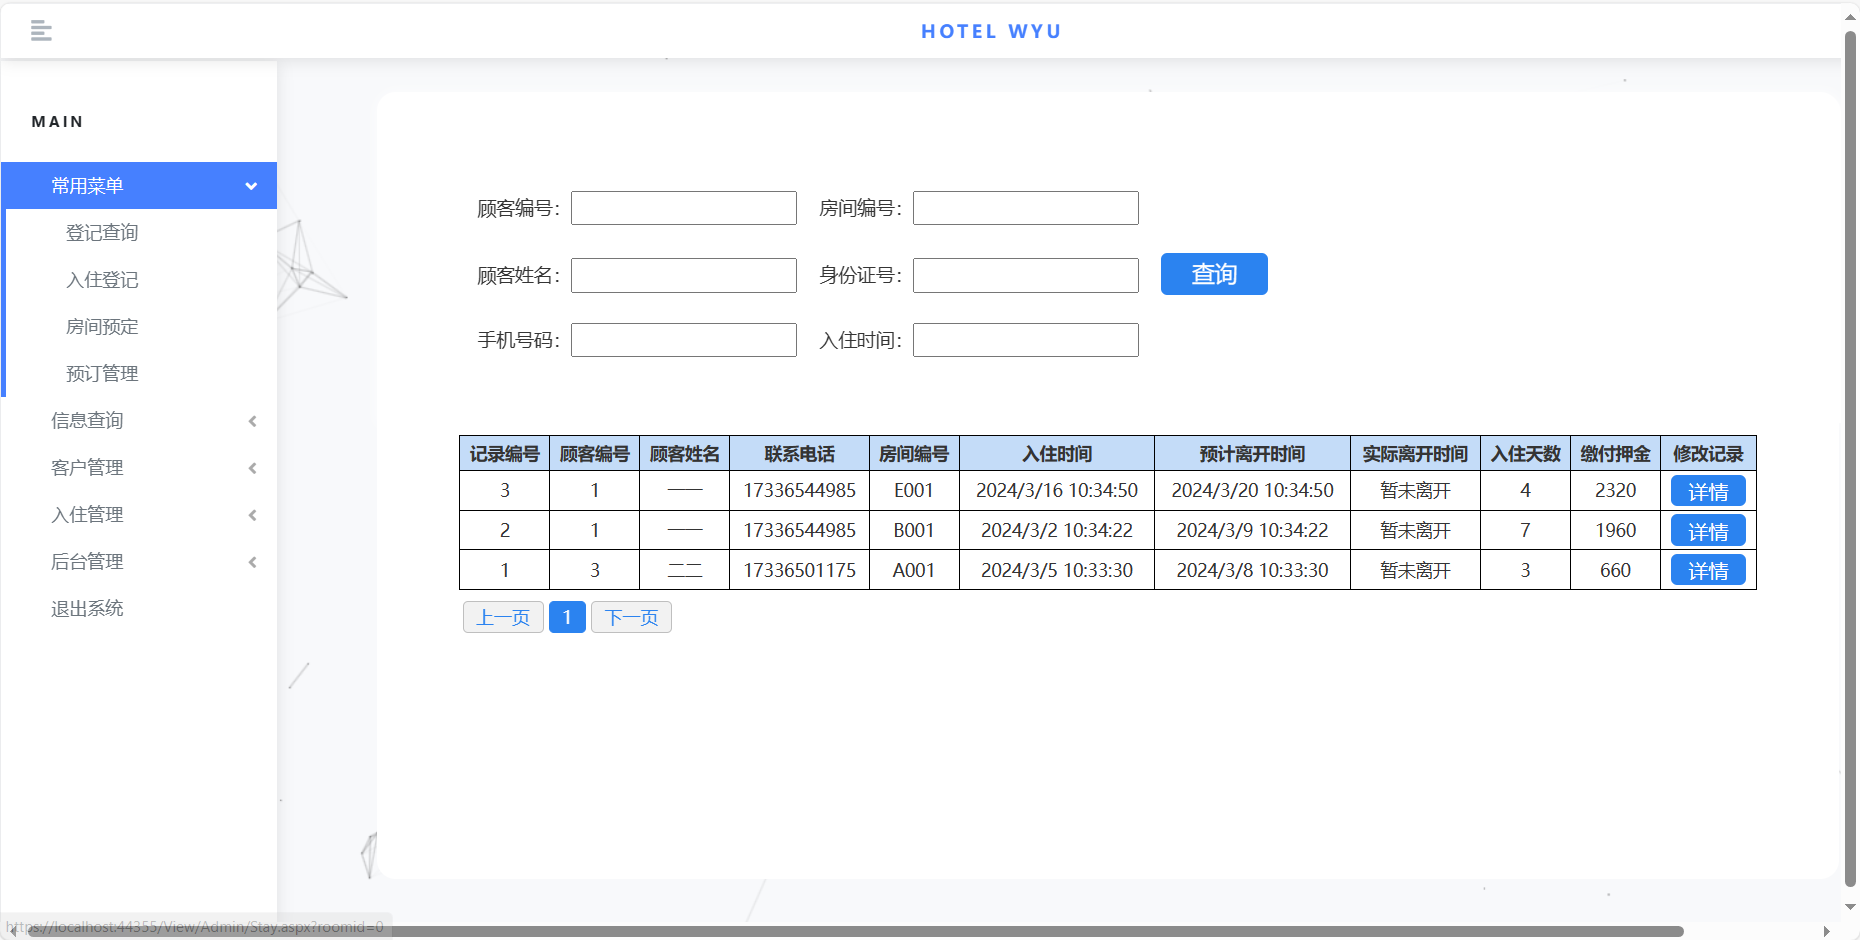 HOTEL WYU
MAIN
常用菜单
登记查询
入住登记
房间预定
预订管理
信息查询
客户管理
入住管理
后台管理
退出系统
顾客编号： 房间编号：
顾客姓名： 身份证号： 查询
手机号码： 入住时间：
记录编号 顾客编号 顾客姓名 联系电话 房间编号 入住时间 预计离开时间 实际离开时间 入住天数 缴付押金 修改记录
3 1 一一 17336544985 E001 2024/3/16 10:34:50 2024/3/20 10:34:50 暂未离开 4 2320 详情
2 1 一一 17336544985 B001 2024/3/2 10:34:22 2024/3/9 10:34:22 暂未离开 7 1960 详情
1 3 二二 17336501175 A001 2024/3/5 10:33:30 2024/3/8 10:33:30 暂未离开 3 660 详情
上一页 1 下一页
https://localhost:44355/View/Admin/Stay.aspx?roomid=0